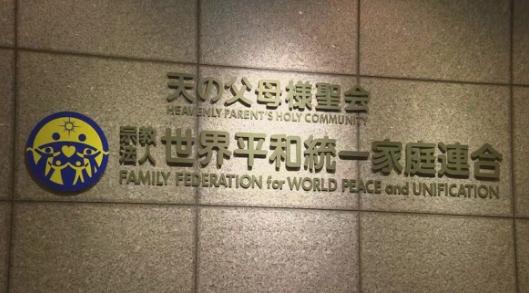 天の父母様聖会
HEAVENLY PARENT'S HOLY COMMUNITY
宗教法人 世界平和統一家庭連合
FAMILY FEDERATION for WORLD PEACE and UNIFICATION